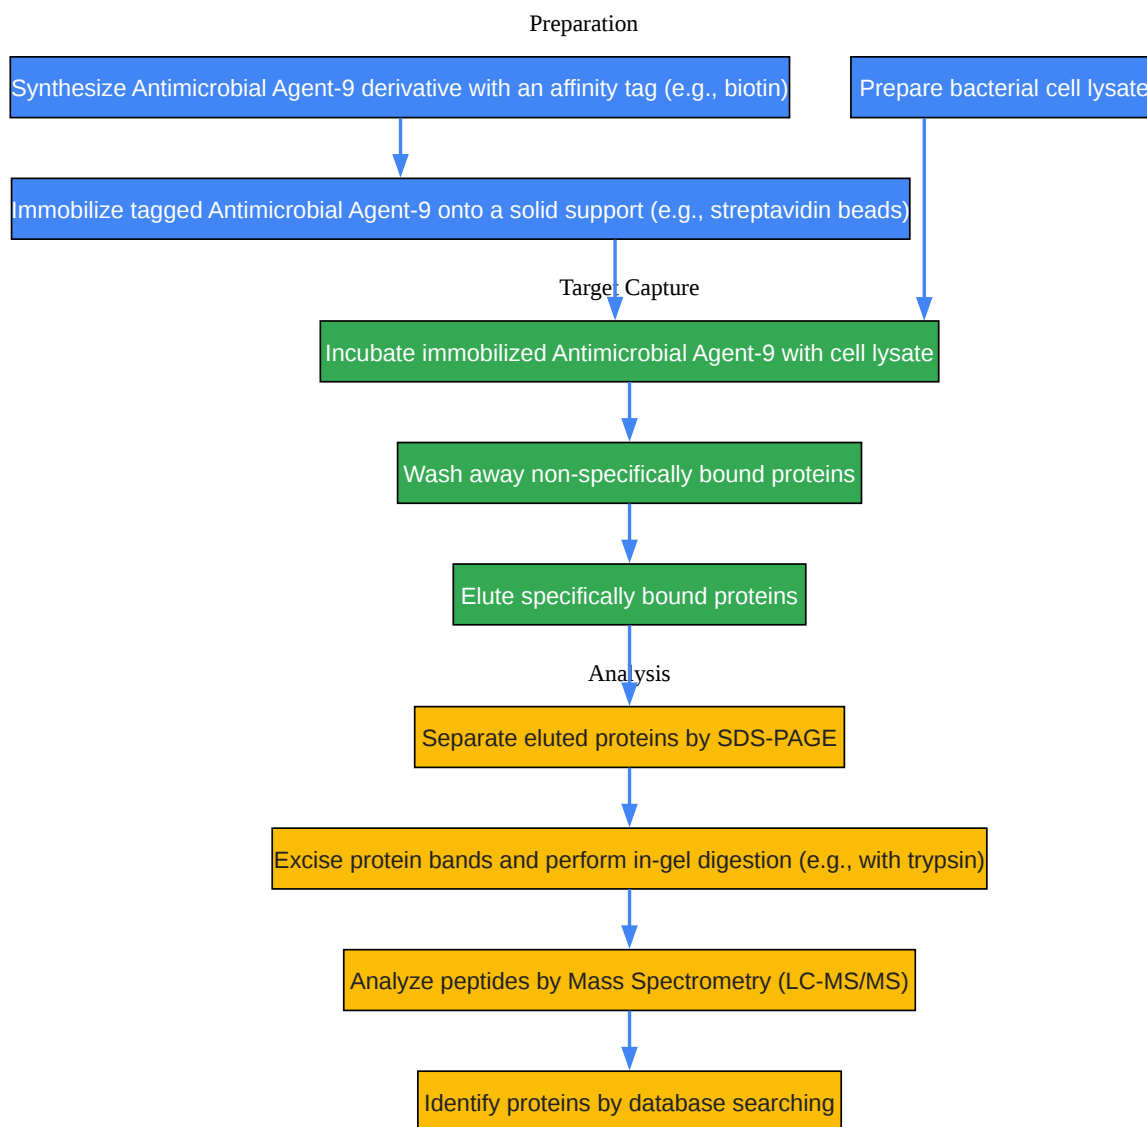 Preparation
Synthesize Antimicrobial Agent-9 derivative with an affinity tag (e.g., biotin)
Prepare bacterial cell lysate
Immobilize tagged Antimicrobial Agent-9 onto a solid support (e.g., streptavidin beads)
Target Capture
Incubate immobilized Antimicrobial Agent-9 with cell lysate
Wash away non-specifically bound proteins
Elute specifically bound proteins
Analysis
Separate eluted proteins by SDS-PAGE
Excise protein bands and perform in-gel digestion (e.g., with trypsin)
Analyze peptides by Mass Spectrometry (LC-MS/MS)
Identify proteins by database searching